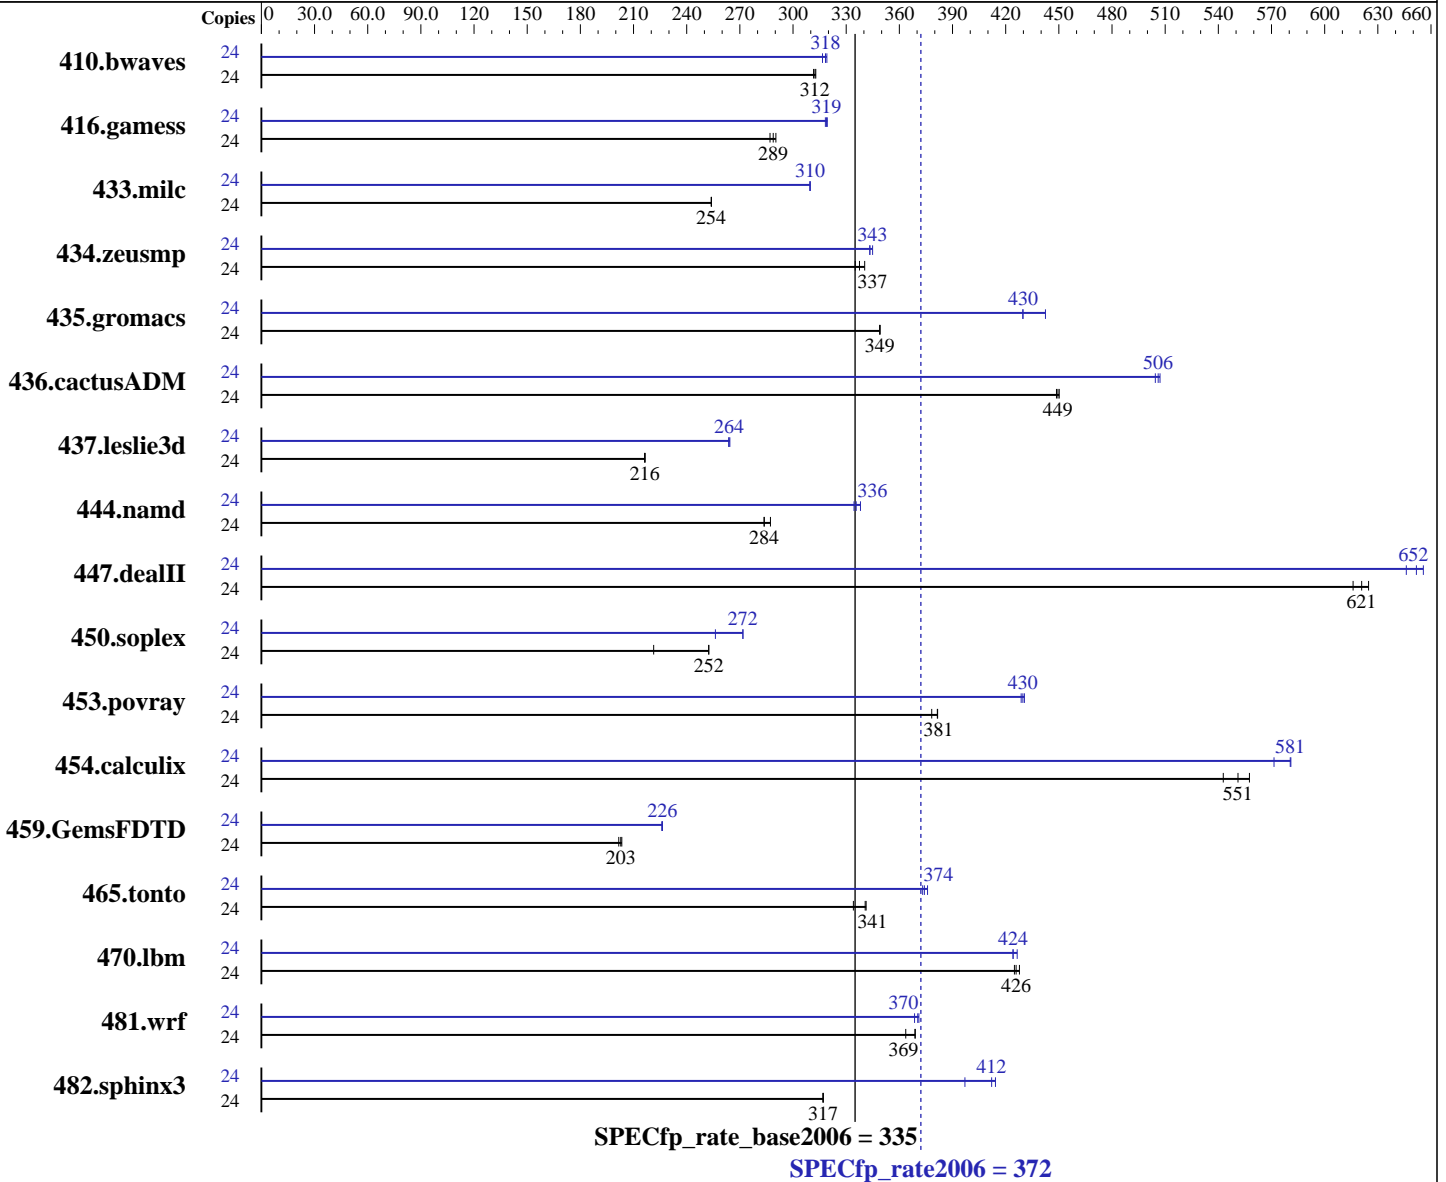 Copies 0 30.0 60.0 90.0 120 150 180 210 240 270 300 330 360 390 420 450 480 510 540 570 600 630 660
410.bwaves 24 318
24 312
416.gamess 24 319
24 289
433.milc 24 310
24 254
434.zeusmp 24 343
24 337
435.gromacs 24 430
24 349
436.cactusADM 24 506
24 449
437.leslie3d 24 264
24 216
444.namd 24 336
24 284
447.dealII 24 652
24 621
450.soplex 24 272
24 252
453.povray 24 430
24 381
454.calculix 24 581
24 551
459.GemsFDTD 24 226
24 203
465.tonto 24 374
24 341
470.lbm 24 424
24 426
481.wrf 24 370
24 369
482.sphinx3 24 412
24 317
SPECfp_rate_base2006 = 335
SPECfp_rate2006 = 372